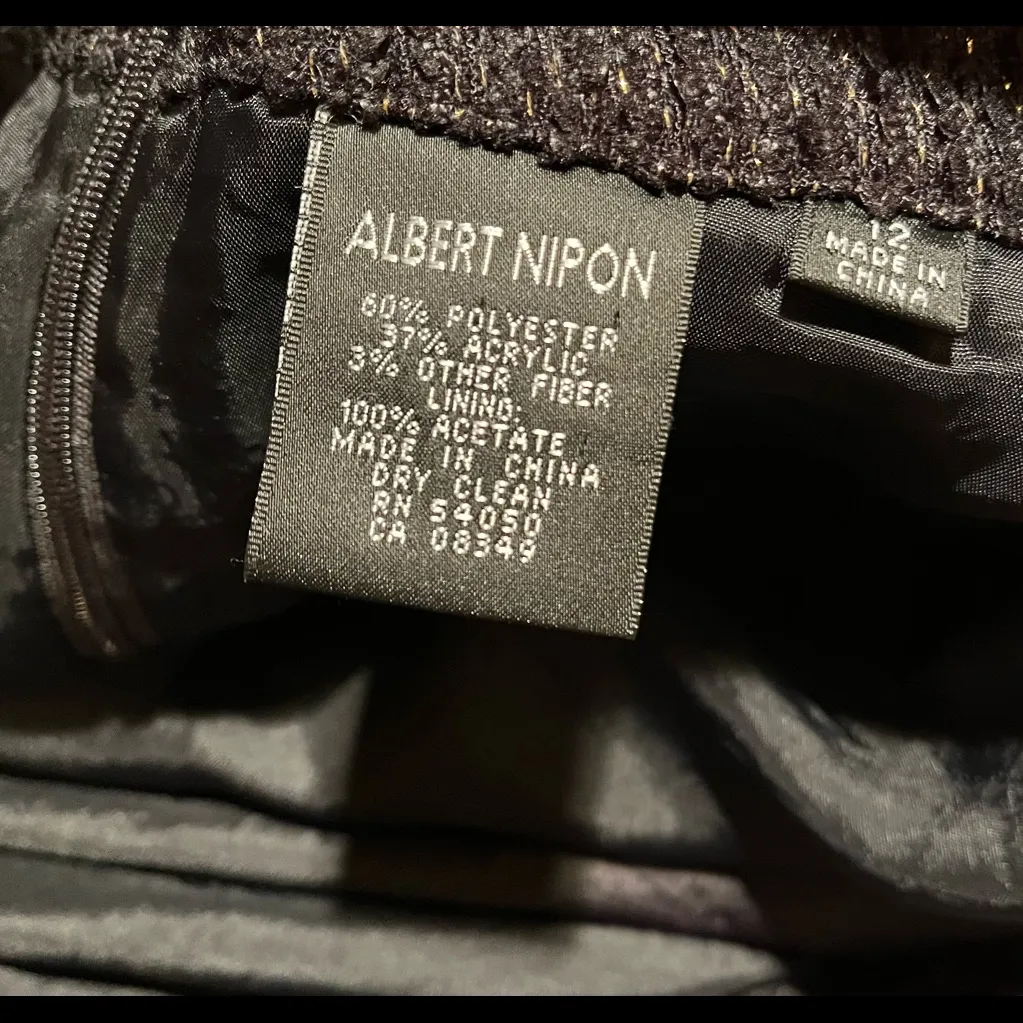 ALBERT NIPON
60% POLYESTER
37% ACRYLIC
3% OTHER FIBER
LINING:
100% ACETATE
MADE IN CHINA
DRY CLEAN
RN 54050
CA 08349
12
MADE IN
CHINA